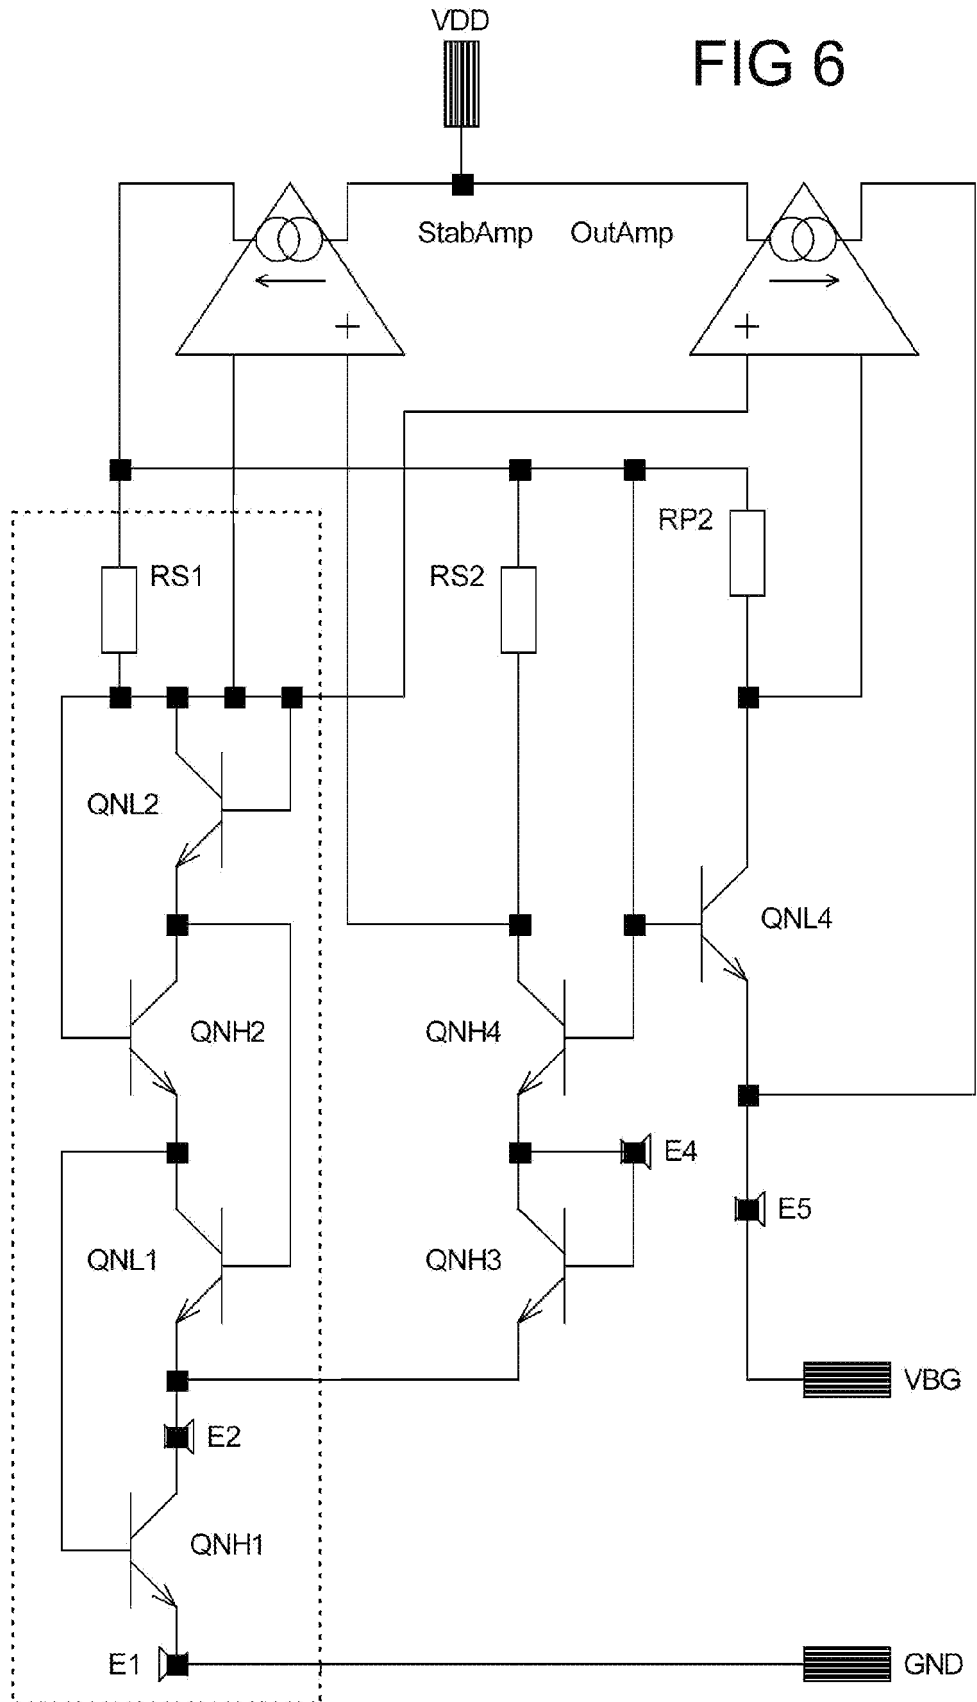 VDD
FIG 6
StabAmp
OutAmp
+
+
RP2
RS1
RS2
QNL2
QNL4
QNH2
QNH4
E4
E5
QNL1
QNH3
VBG
E2
QNH1
E1
GND